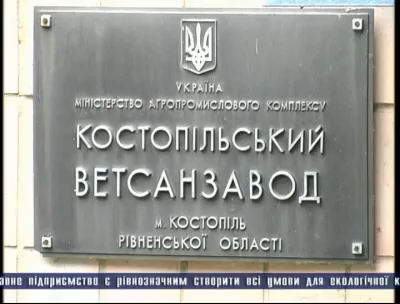 УКРАЇНА
МІНІСТЕРСТВО АГРОПРОМИСЛОВОГО КОМПЛЕКСУ
КОСТОПІЛЬСЬКИЙ
ВЕТСАНЗАВОД
м. КОСТОПІЛЬ
РІВНЕНСЬКОЇ ОБЛАСТІ
підприємство є рівнозначним створити всі умови для екологічної